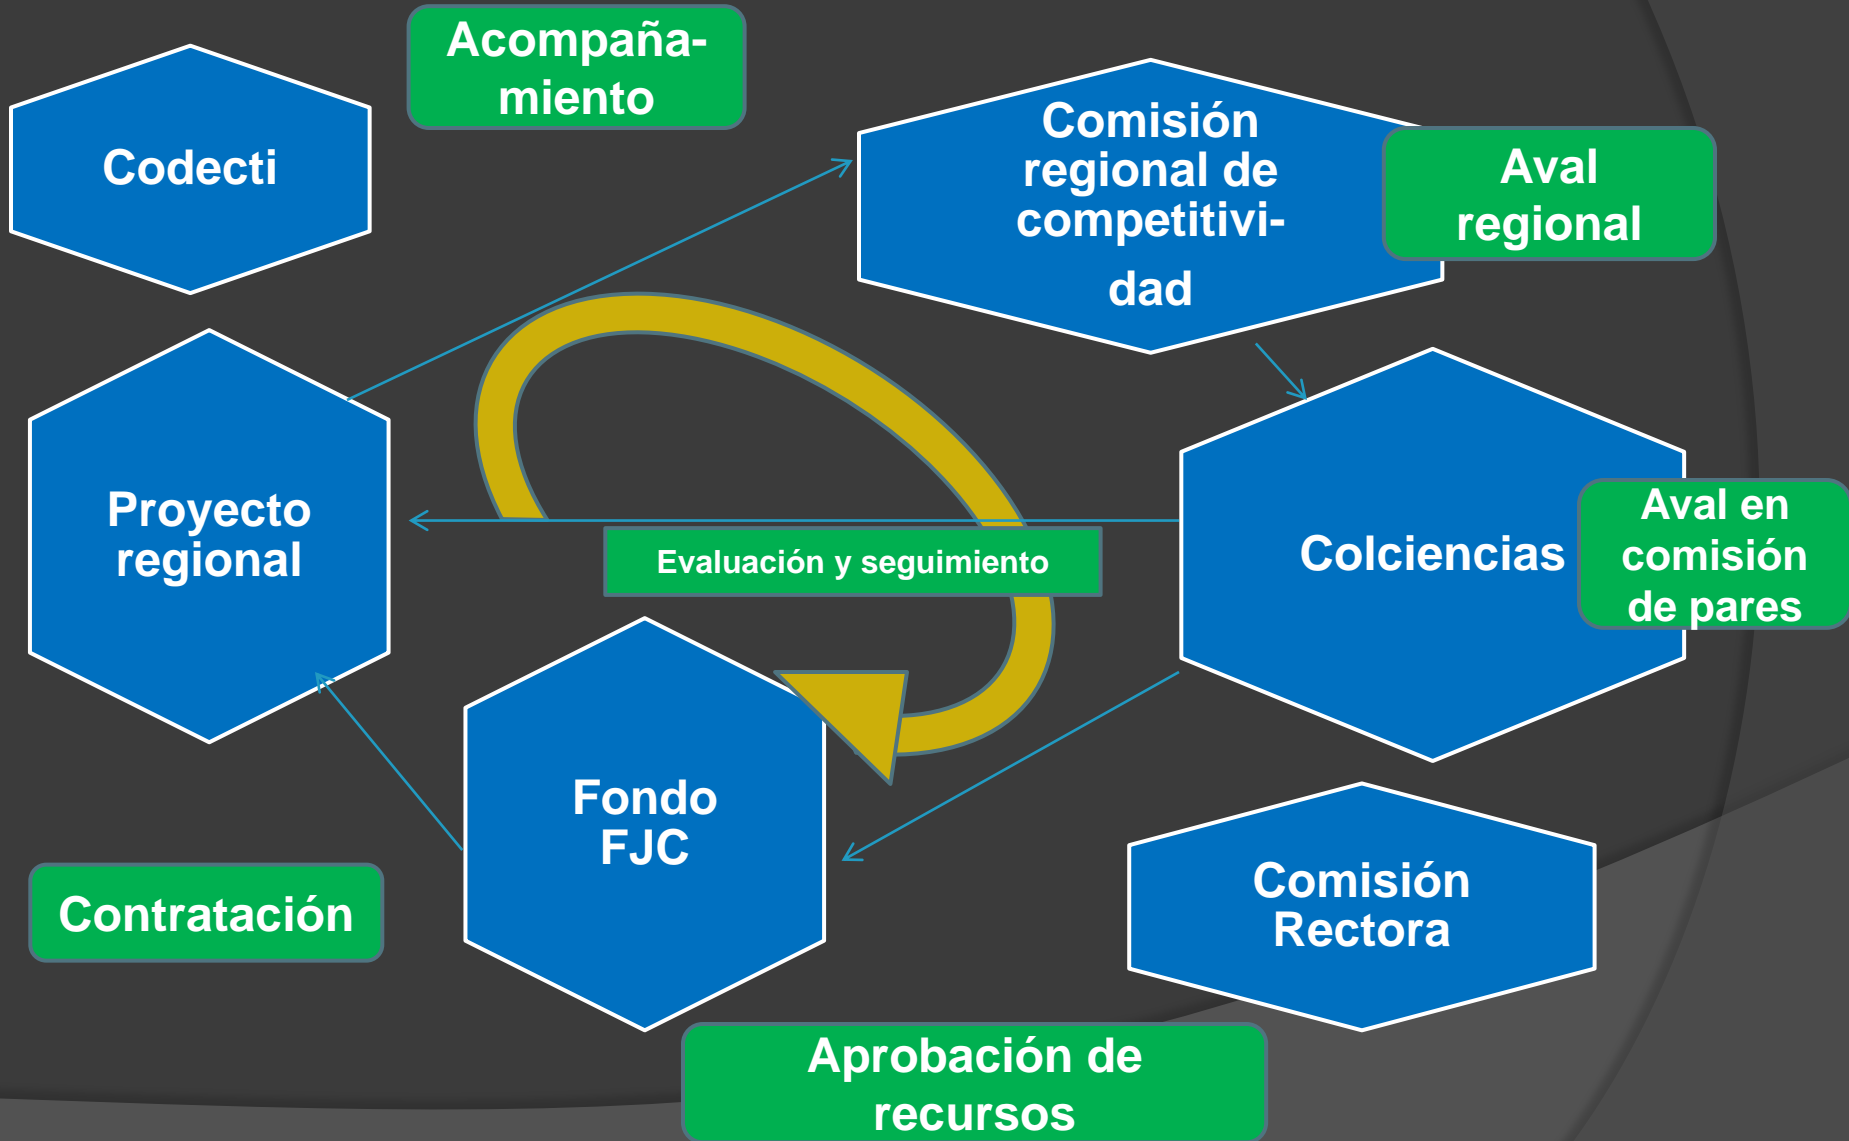 Acompaña-
miento
Codecti
Comisión
regional de
competitivi-
dad
Aval
regional
Proyecto
regional
Evaluación y seguimiento
Colciencias
Aval en
comisión
de pares
Fondo
FJC
Contratación
Comisión
Rectora
Aprobación de
recursos